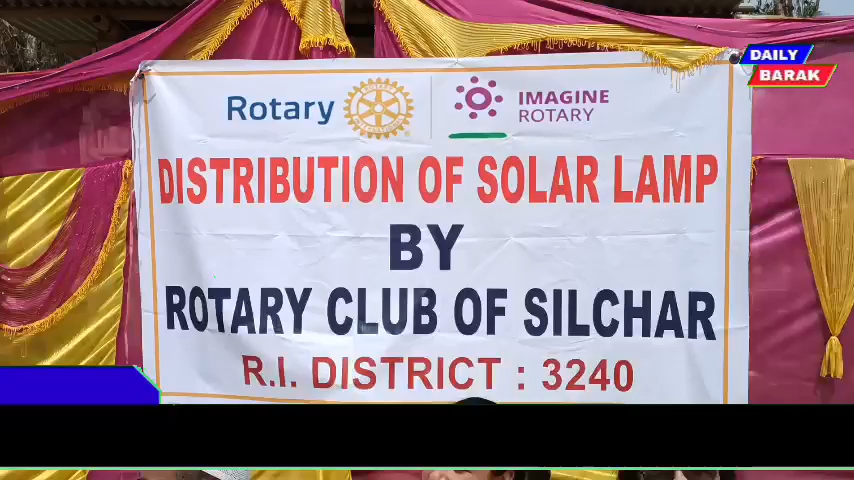 DAILY
BARAK
Rotary
IMAGINE
ROTARY
DISTRIBUTION OF SOLAR LAMP
BY
ROTARY CLUB OF SILCHAR
R.I. DISTRICT : 3240